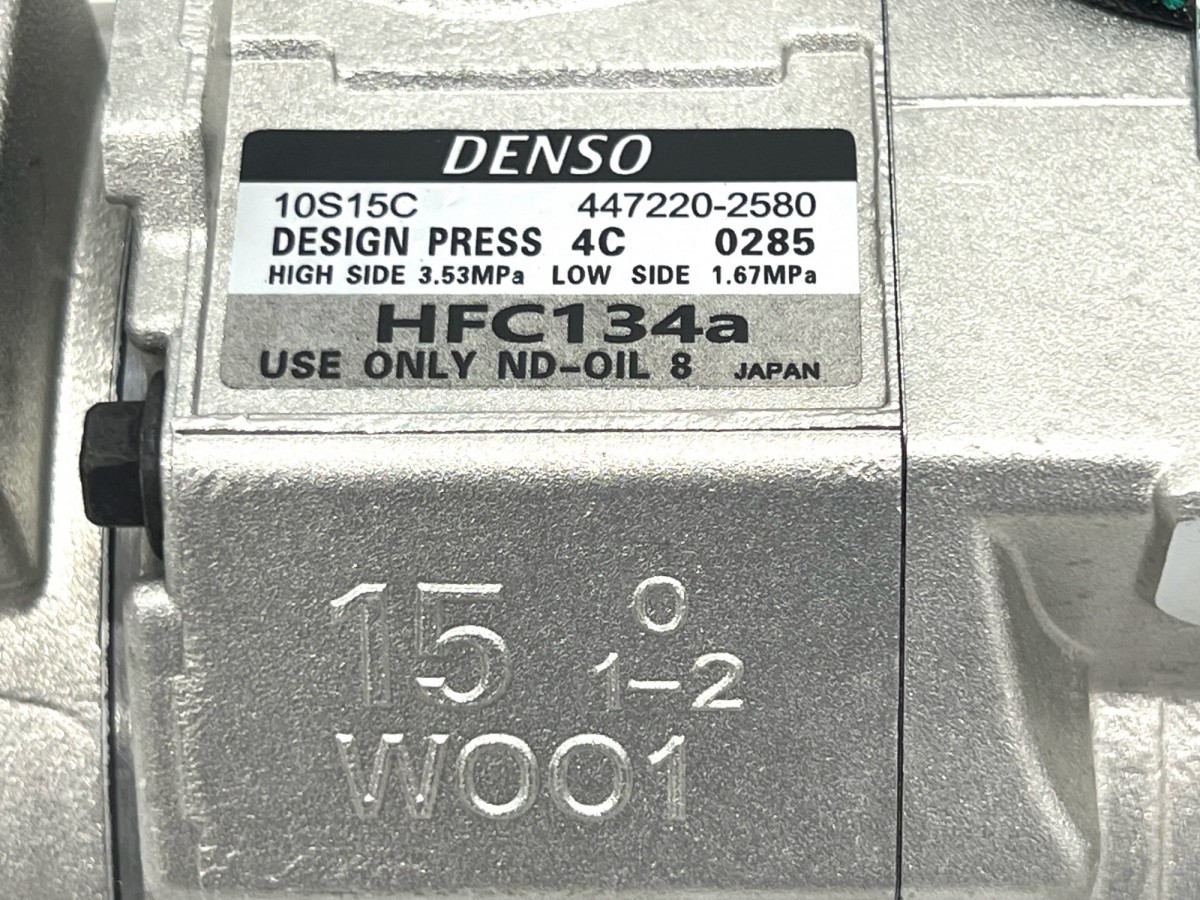 DENSO
10S15C 447220-2580
DESIGN PRESS 4C 0285
HIGH SIDE 3.53MPa LOW SIDE 1.67MPa
HFC134a
USE ONLY ND-OIL 8 JAPAN
15 0
1-2
W001